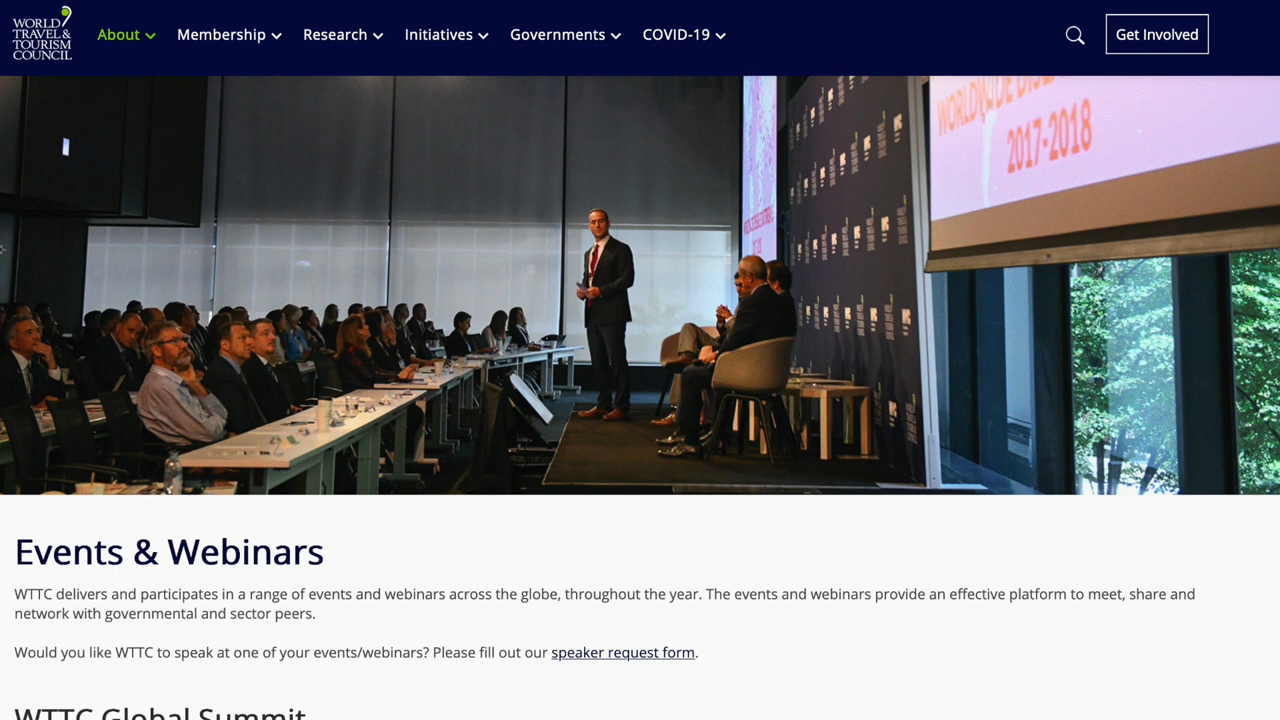 WORLD
TRAVEL &
TOURISM
COUNCIL
About
Membership
Research
Initiatives
Governments
COVID-19
Get Involved
WORLDWIDE
2017-2018
Events & Webinars
WTTC delivers and participates in a range of events and webinars across the globe, throughout the year. The events and webinars provide an effective platform to meet, share and
network with governmental and sector peers.
Would you like WTTC to speak at one of your events/webinars? Please fill out our speaker request form.
WTTC Global Summit